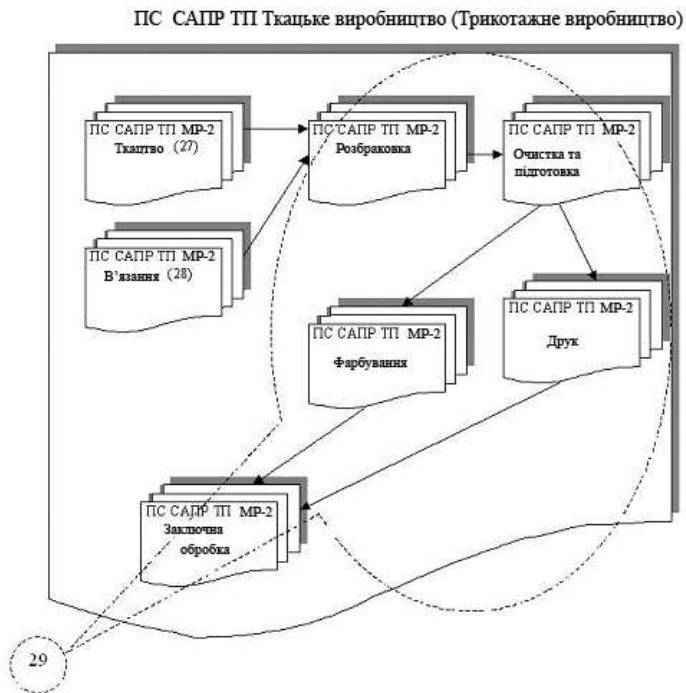 ПС САПР ТП Ткацьке виробництво (Трикотажне виробництво)
ПС САПР ТП МР-2
Ткацтво (27)
ПС САПР ТП МР-2
Розбраковка
ПС САПР ТП МР-2
Очистка та
підготовка
ПС САПР ТП МР-2
В'язання (28)
ПС САПР ТП МР-2
Фарбування
ПС САПР ТП МР-2
Друк
ПС САПР ТП МР-2
Заключна
обробка
29